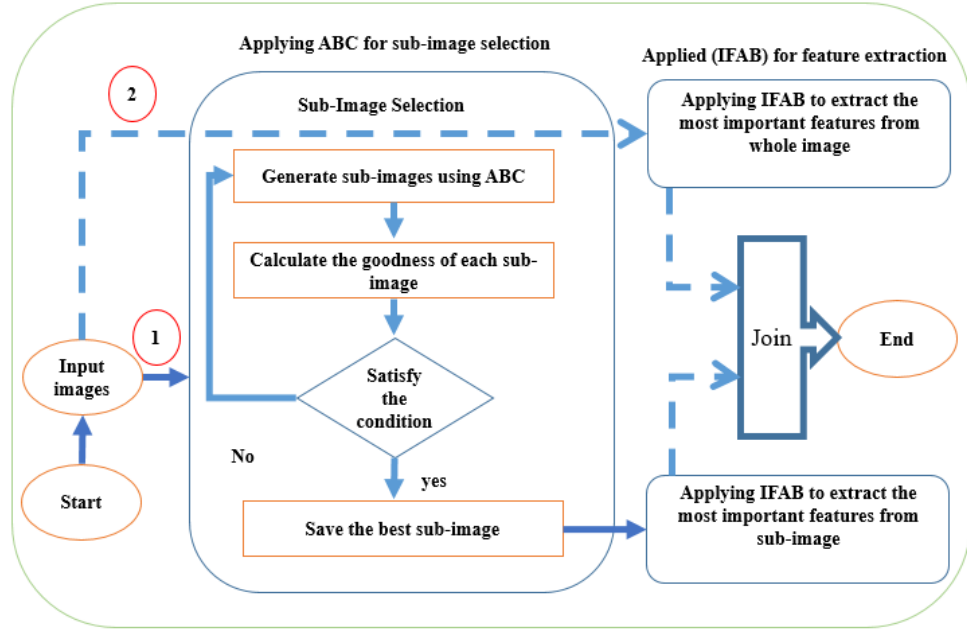 Applying ABC for sub-image selection
Applied (IFAB) for feature extraction
2
Sub-Image Selection
Applying IFAB to extract the
most important features from
whole image
Generate sub-images using ABC
Calculate the goodness of each sub-
image
1
Input
images
Satisfy
the
condition
Join
End
No
yes
Start
Save the best sub-image
Applying IFAB to extract the
most important features from
sub-image